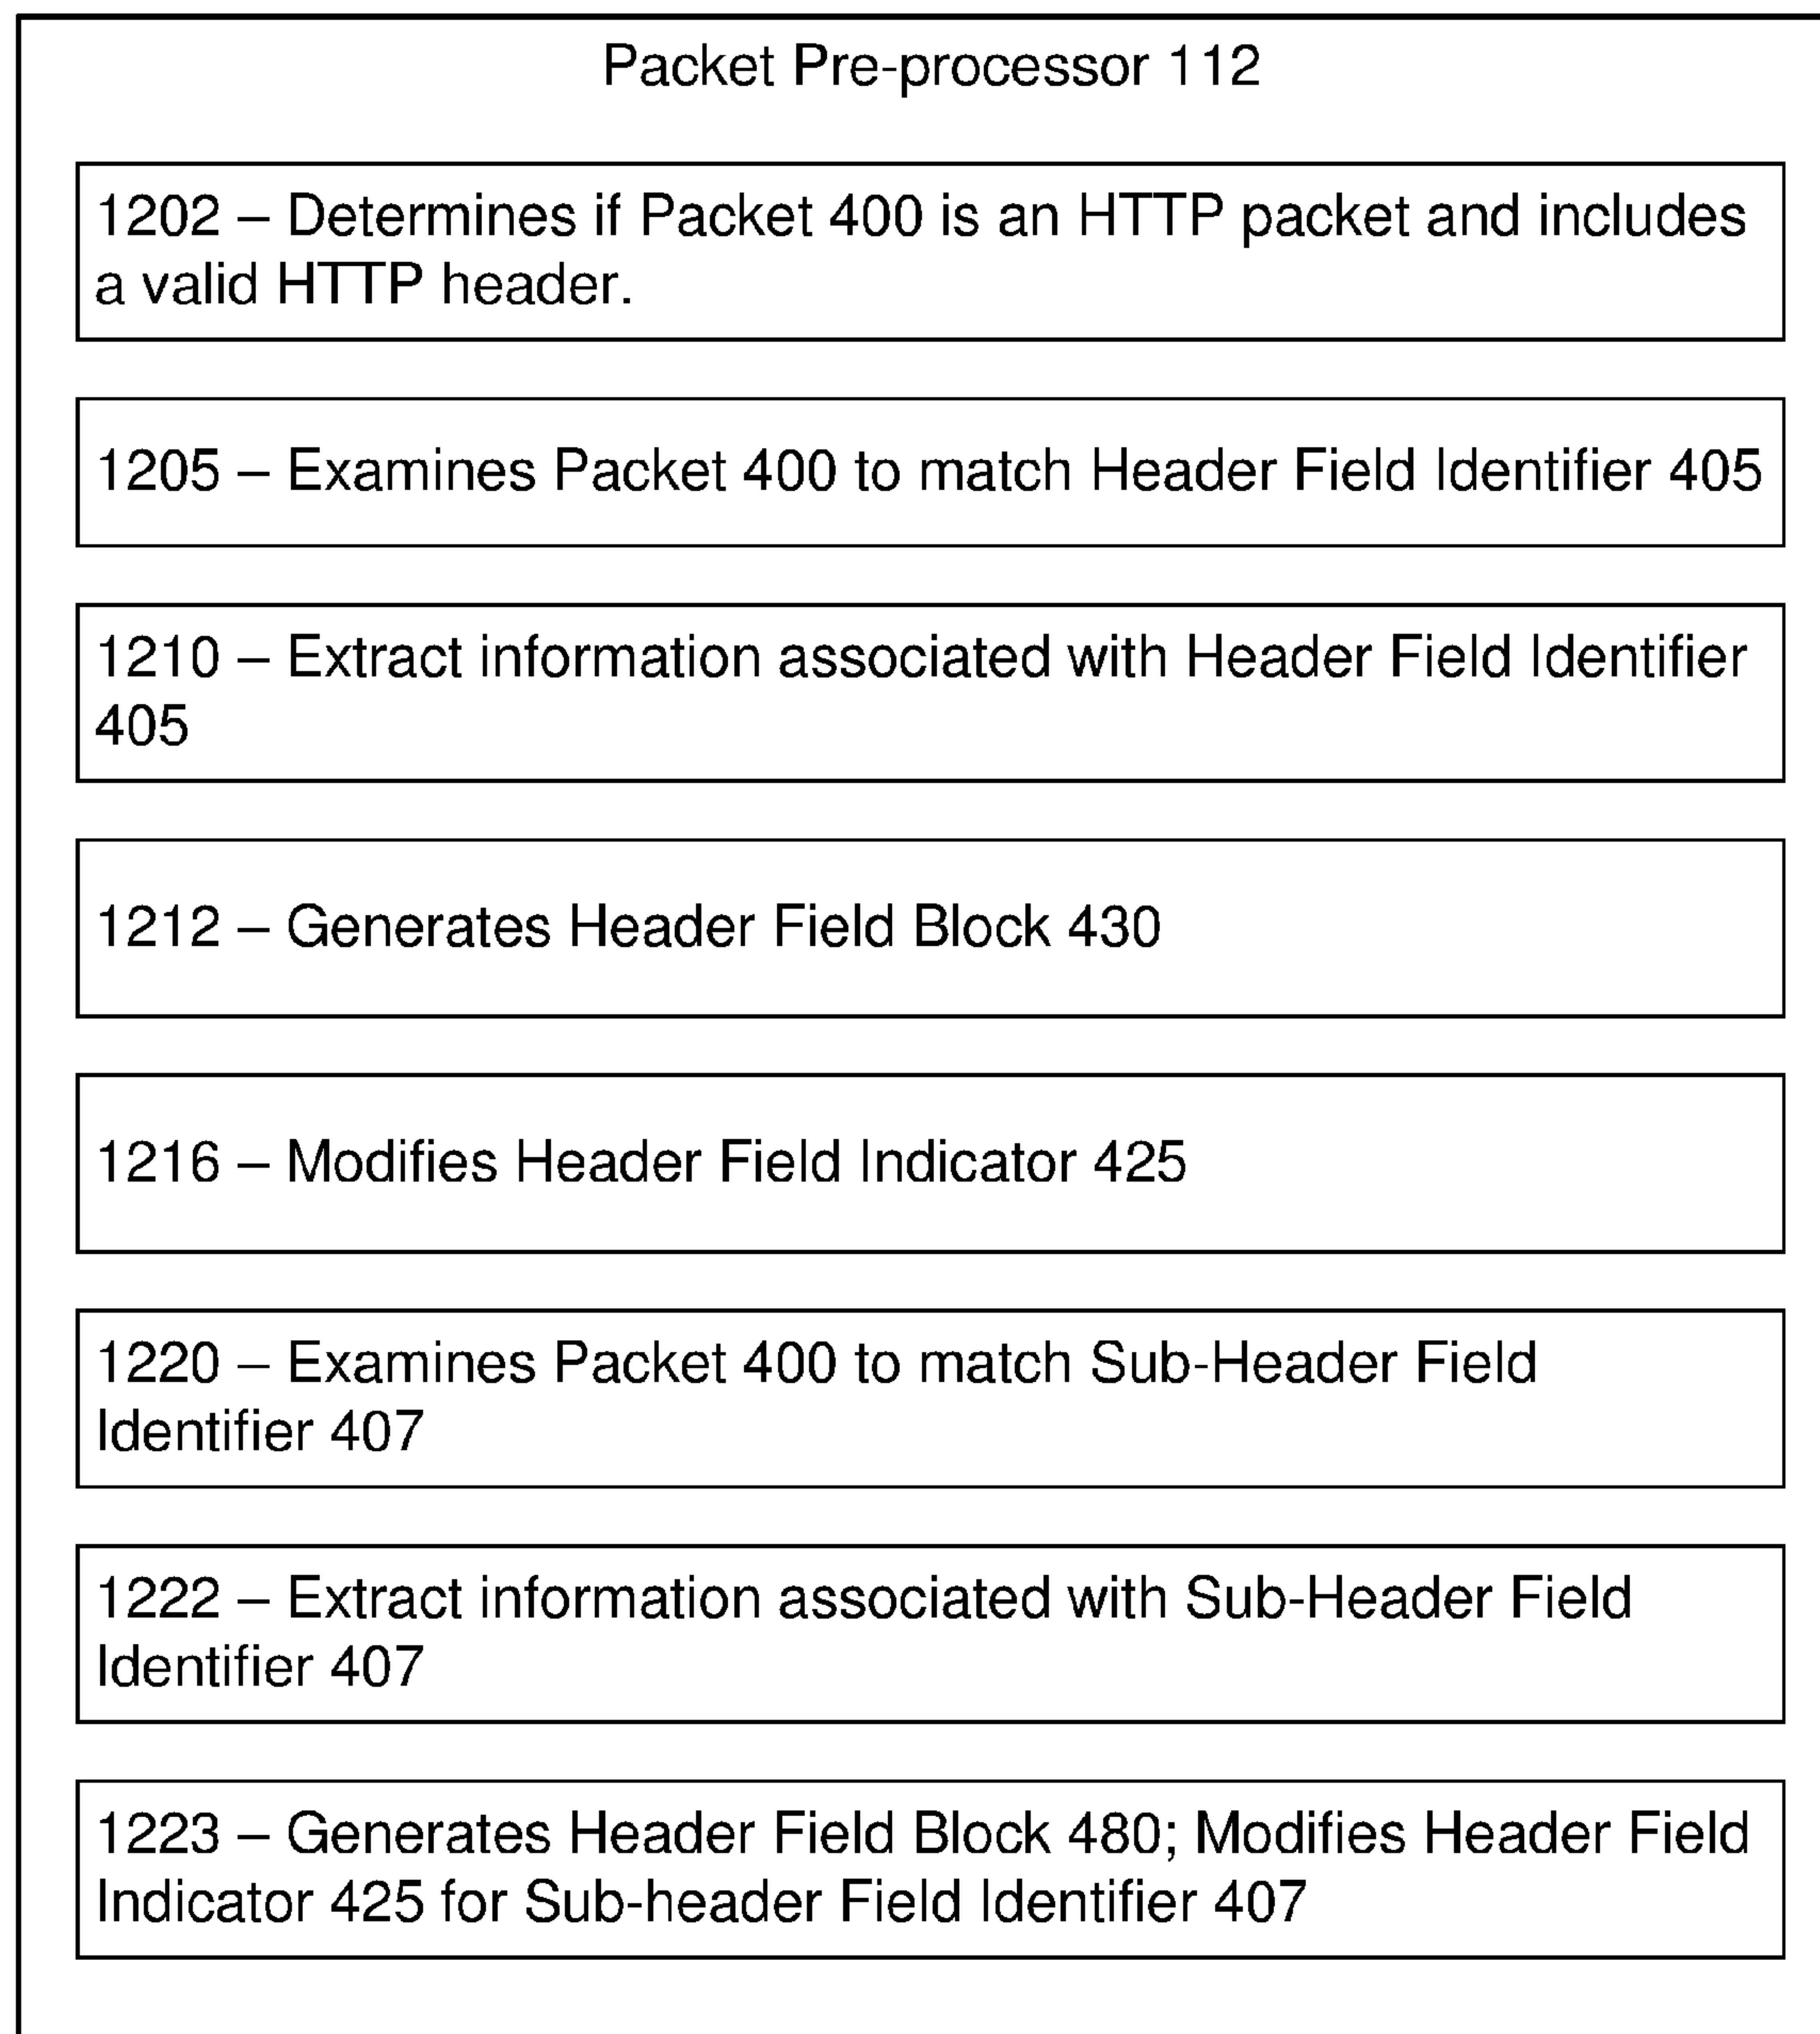 Packet Pre-processor 112
1202 – Determines if Packet 400 is an HTTP packet and includes
a valid HTTP header.
1205 – Examines Packet 400 to match Header Field Identifier 405
1210 – Extract information associated with Header Field Identifier
405
1212 – Generates Header Field Block 430
1216 – Modifies Header Field Indicator 425
1220 – Examines Packet 400 to match Sub-Header Field
Identifier 407
1222 – Extract information associated with Sub-Header Field
Identifier 407
1223 – Generates Header Field Block 480; Modifies Header Field
Indicator 425 for Sub-header Field Identifier 407